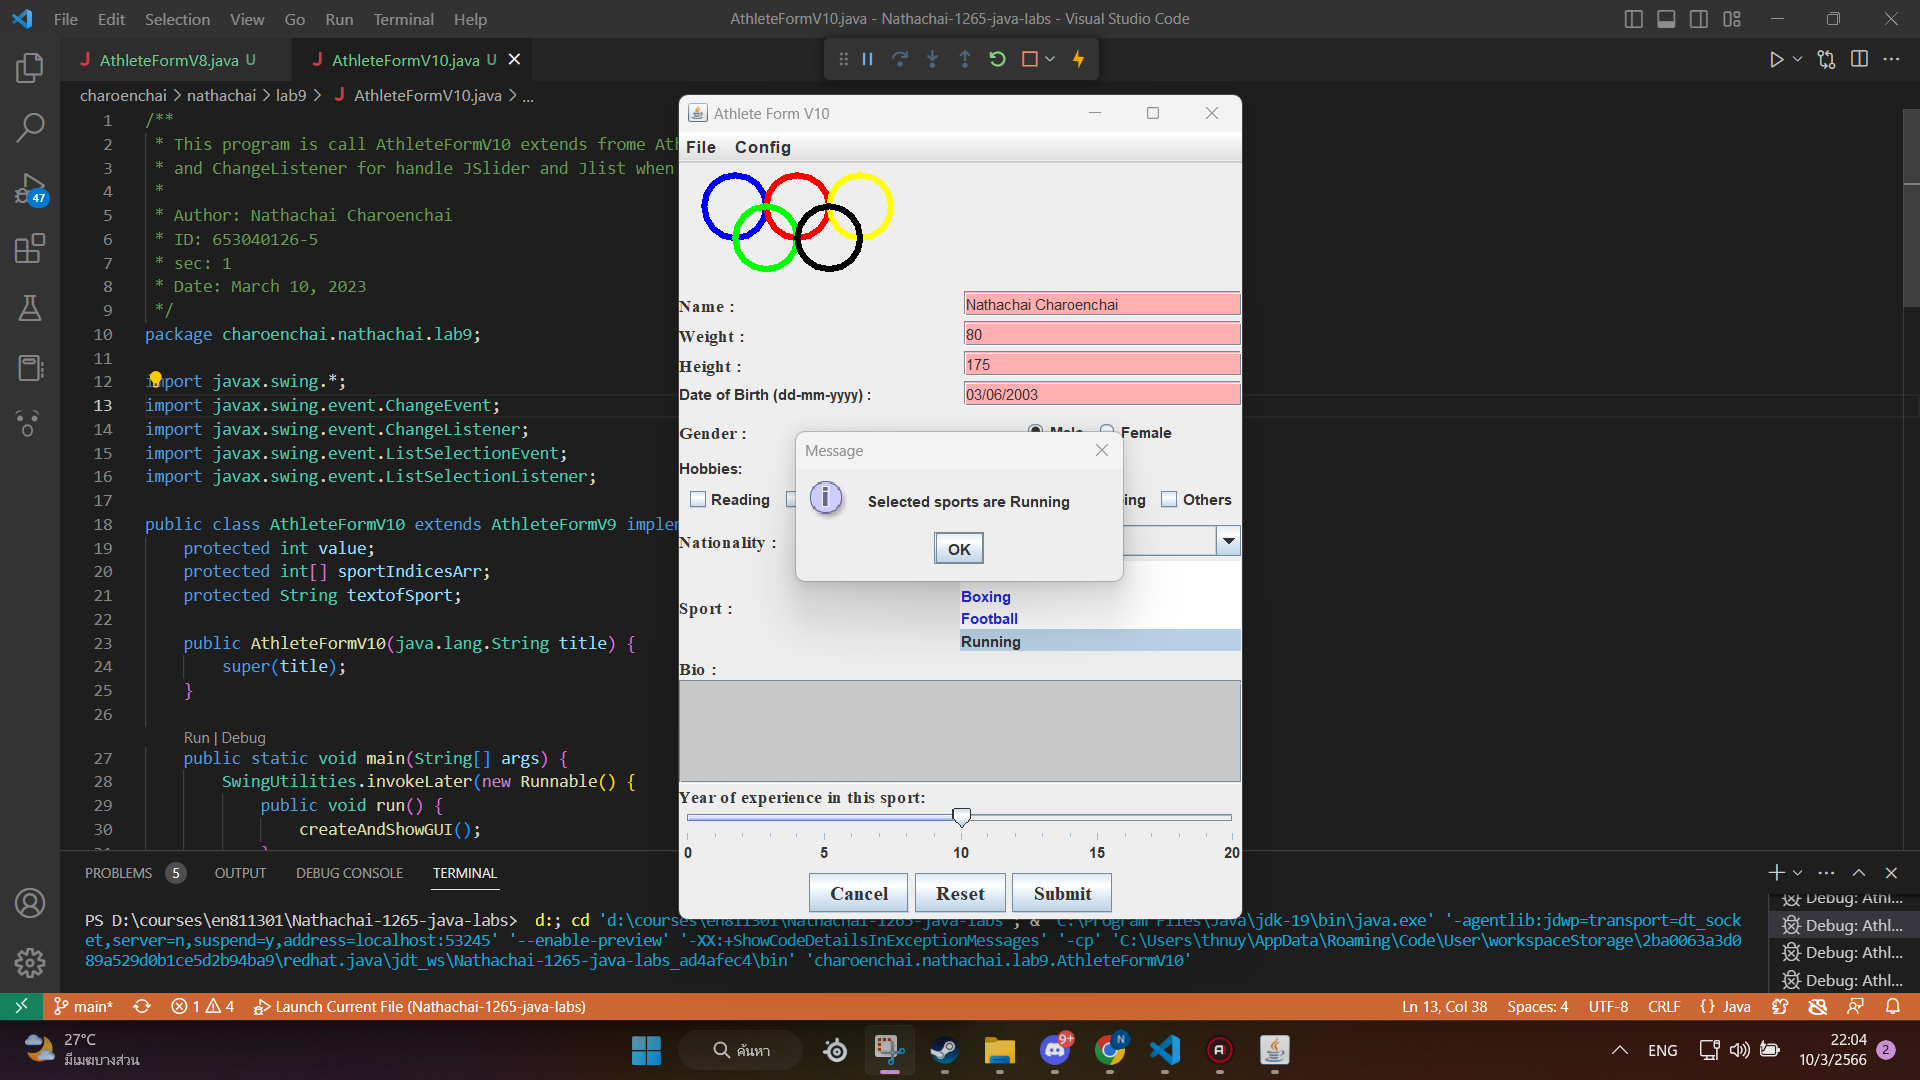 File Edit Selection View Go Run Terminal Help
AthleteFormV10.java - Nathachai-1265-java-labs - Visual Studio Code
J AthleteFormV8.java U
J AthleteFormV10.java U
charoenchai > nathachai > lab9 > J AthleteFormV10.java > ...
47
1 /**
2 * This program is call AthleteFormV10 extends frome Ath
3 * and ChangeListener for handle JSlider and Jlist when
4 *
5 * Author: Nathachai Charoenchai
6 * ID: 653040126-5
7 * sec: 1
8 * Date: March 10, 2023
9 */
10 package charoenchai.nathachai.lab9;
11
12 import javax.swing.*;
13 import javax.swing.event.ChangeEvent;
14 import javax.swing.event.ChangeListener;
15 import javax.swing.event.ListSelectionEvent;
16 import javax.swing.event.ListSelectionListener;
17
18 public class AthleteFormV10 extends AthleteFormV9 implem
19 protected int value;
20 protected int[] sportIndicesArr;
21 protected String textofSport;
22
23 public AthleteFormV10(java.lang.String title) {
24 super(title);
25 }
26
Run | Debug
27 public static void main(String[] args) {
28 SwingUtilities.invokeLater(new Runnable() {
29 public void run() {
30 createAndShowGUI();
Athlete Form V10
File Config
Name : Nathachai Charoenchai
Weight : 80
Height : 175
Date of Birth (dd-mm-yyyy) : 03/06/2003
Gender : Male Female
Hobbies:
Reading ing Others
Nationality :
Message
Selected sports are Running
OK
Sport :
Boxing
Football
Running
Bio :
Year of experience in this sport:
0 5 10 15 20
Cancel Reset Submit
PROBLEMS 5 OUTPUT DEBUG CONSOLE TERMINAL
PS D:\courses\en811301\Nathachai-1265-java-labs> d:; cd 'd:\courses\en811301\Nathachai-1265-java-labs'; & 'C:\Program Files\Java\jdk-19\bin\java.exe' '-agentlib:jdwp=transport=dt_sock
et,server=n,suspend=y,address=localhost:53245' '--enable-preview' '-XX:+ShowCodeDetailsInExceptionMessages' '-cp' 'C:\Users\thnuy\AppData\Roaming\Code\User\workspaceStorage\2ba0063a3d0
89a529d0b1ce5d2b94ba9\redhat.java\jdt_ws\Nathachai-1265-java-labs_ad4afec4\bin' 'charoenchai.nathachai.lab9.AthleteFormV10'
Debug: Athl...
Debug: Athl...
Debug: Athl...
Debug: Athl...
main* 1 4 Launch Current File (Nathachai-1265-java-labs)
Ln 13, Col 38 Spaces: 4 UTF-8 CRLF {} Java
27°C
มีเมฆบางส่วน
ค้นหา
9+
N
ENG
22:04
10/3/2566
2